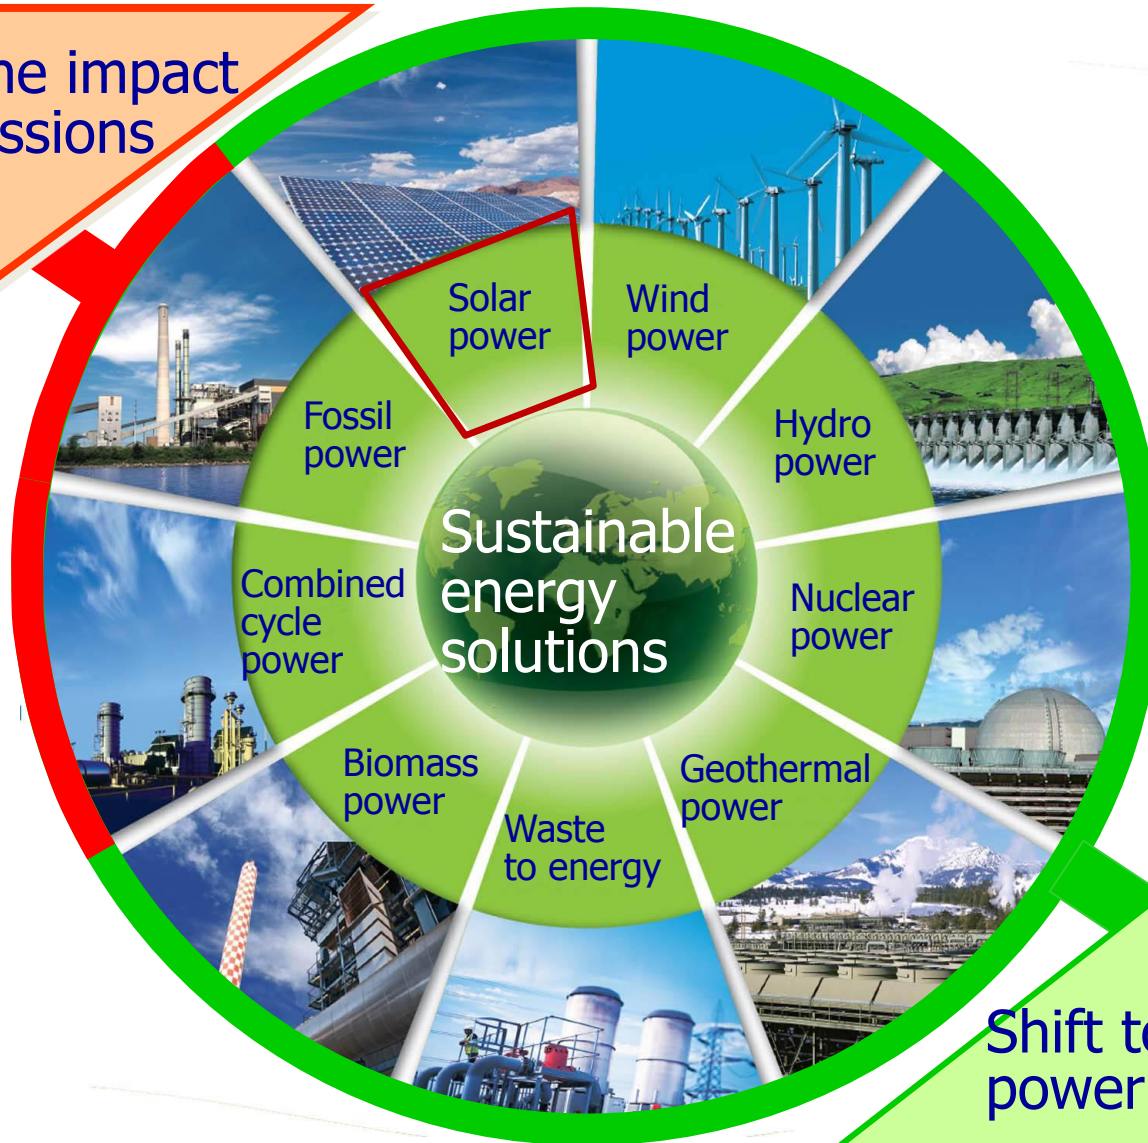 ne impact
ssions
Solar
power
Wind
power
Fossil
power
Hydro
power
Sustainable
energy
solutions
Combined
cycle
power
Nuclear
power
Biomass
power
Geothermal
power
Waste
to energy
Shift to
power